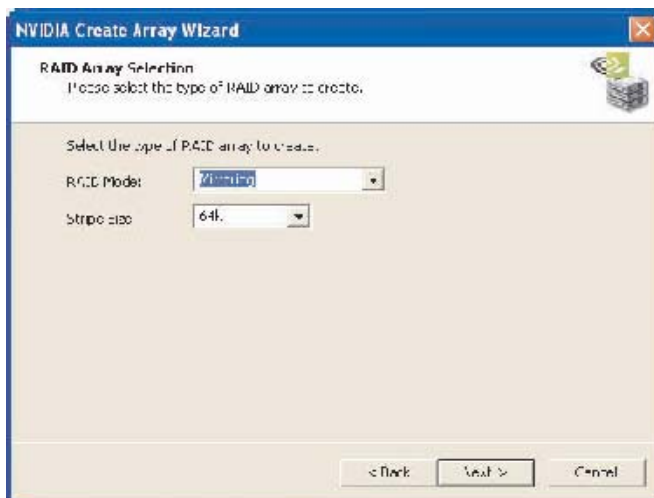 NVIDIA Create Array Wizard
RAID Array Selection
Please select the type of RAID array to create.
Select the type of RAID array to create.
RAID Mode: Mirroring
Stripe Size 64K
< Back Next > Cancel